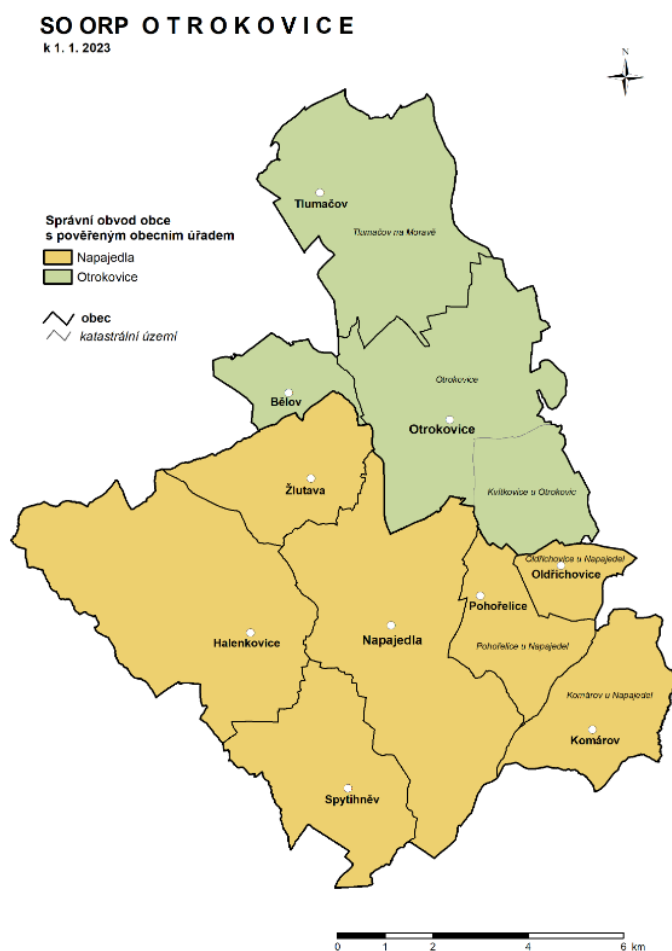 SO ORP O T R O K O V I C E
k 1. 1. 2023
N
Tlumačov
Tlumačov na Moravě
Správní obvod obce
s pověřeným obecním úřadem
Napajedla
Otrokovice
obec
katastrální území
Otrokovice
Bělov
Otrokovice
Žlutava
Kvítkovice u Otrokovic
Oldřichovice u Napajedel
Oldřichovice
Pohořelice
Napajedla
Halenkovice
Pohořelice u Napajedel
Komárov u Napajedel
Komárov
Spytihněv
0 1 2 4 6 km